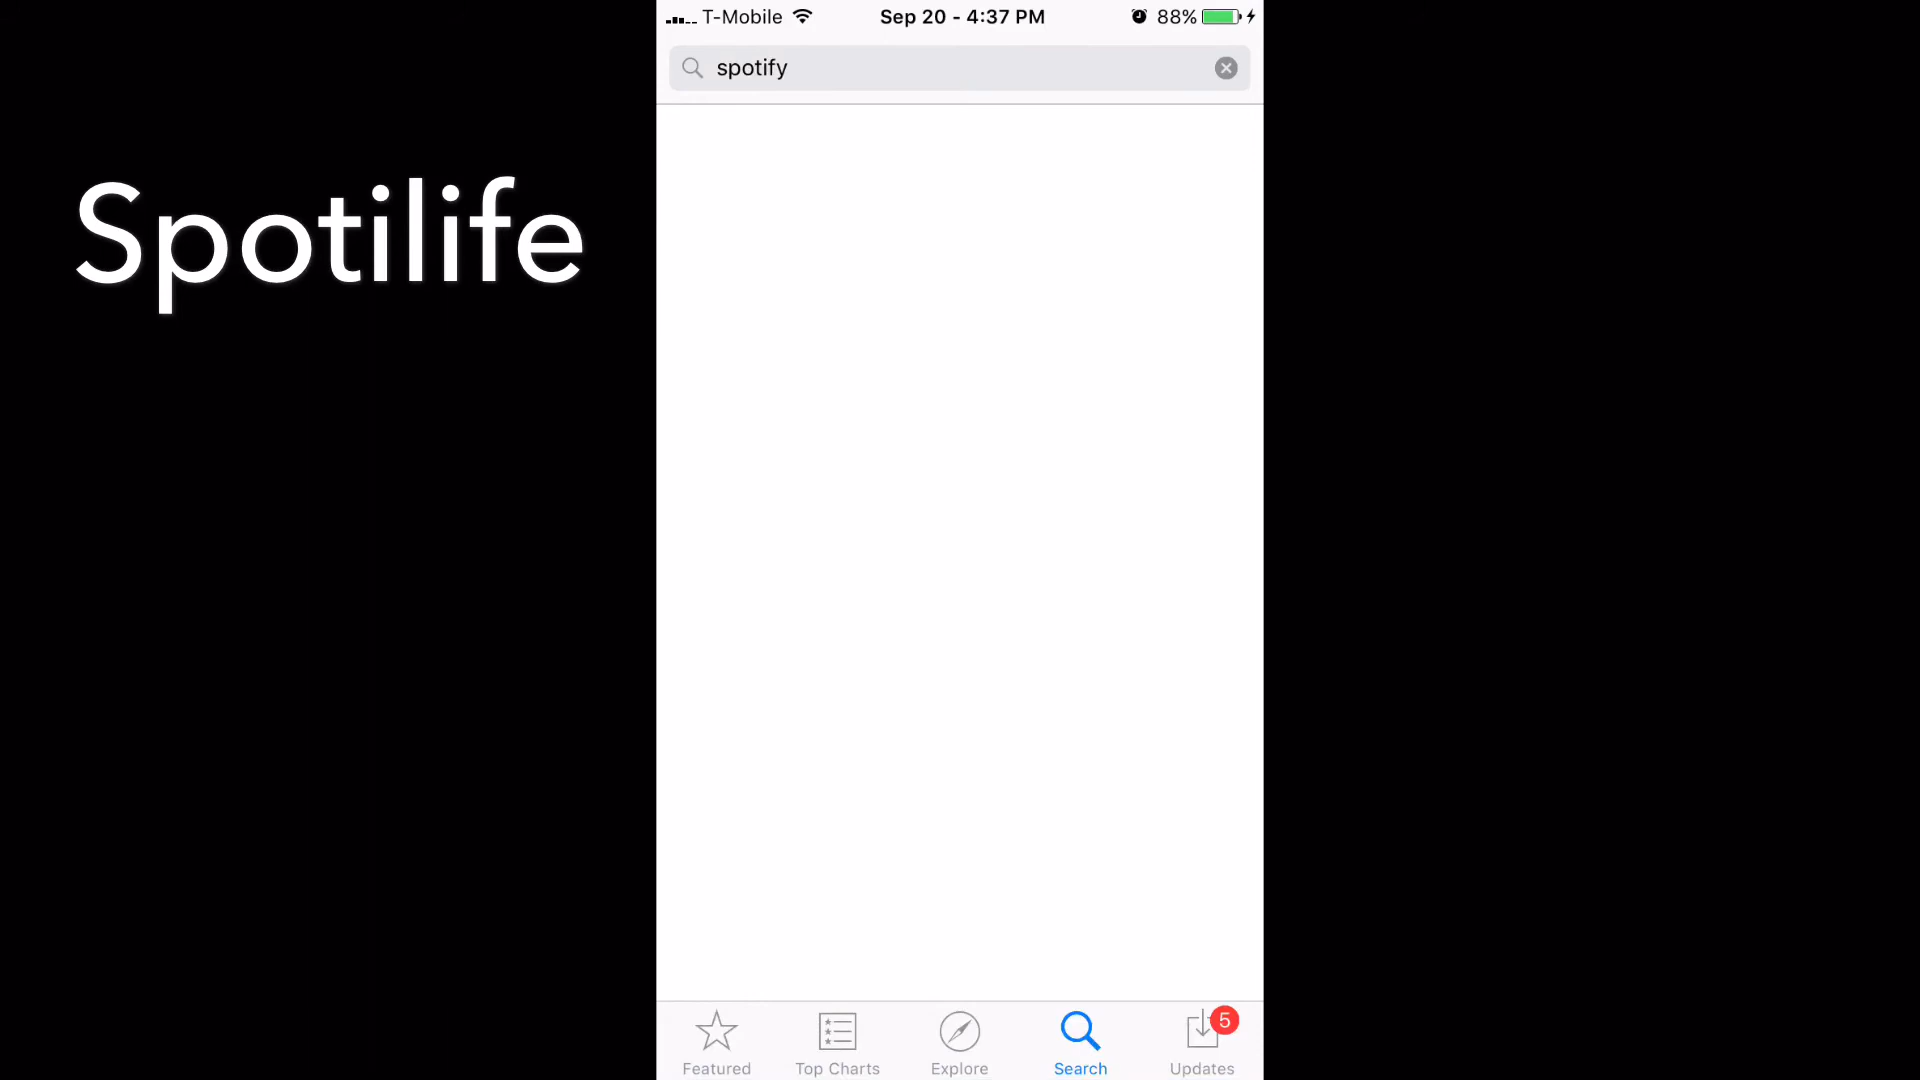 T-Mobile Sep 20 - 4:37 PM 88%
spotify
Spotilife
5
Featured Top Charts Explore Search Updates